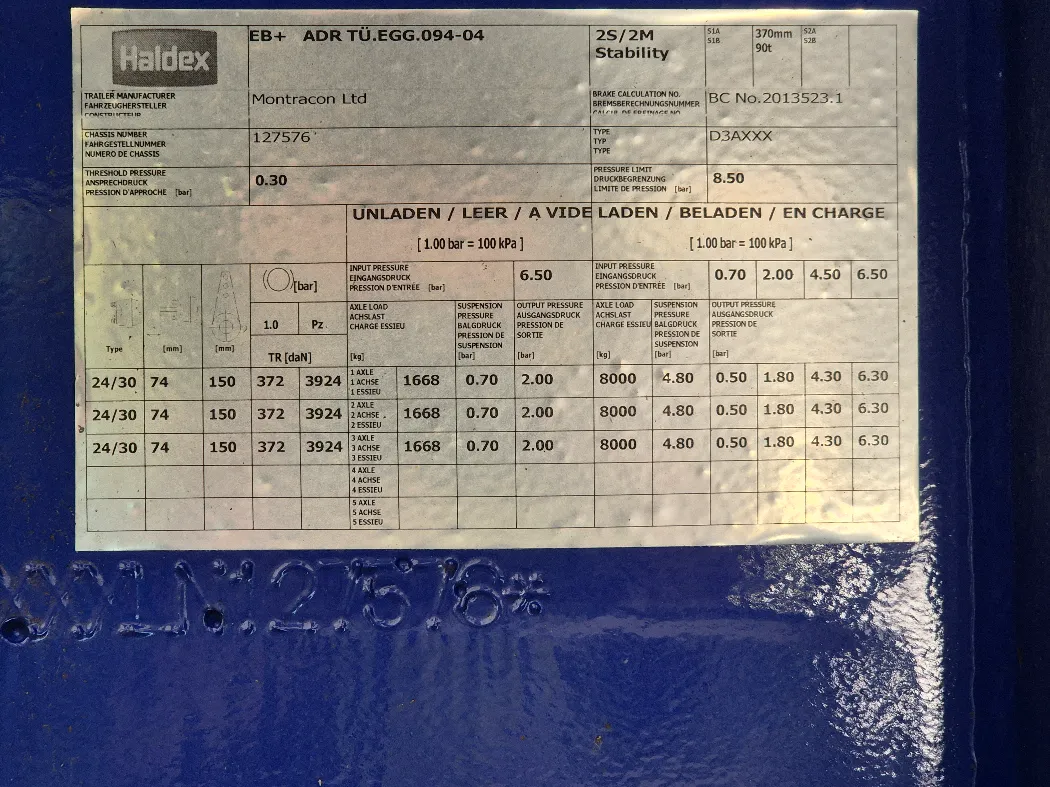 Haldex
EB+ ADR TÜ.EGG.094-04
2S/2M
Stability
S1A
S1B
370mm
90t
S2A
S2B
TRAILER MANUFACTURER
FAHRZEUGHERSTELLER
CONSTRUCTEUR
Montracon Ltd
BRAKE CALCULATION NO.
BREMSBERECHNUNGSNUMMER
CALCUL DE FREINAGE NO
BC No.2013523.1
CHASSIS NUMBER
FAHRGESTELLNUMMER
NUMERO DE CHASSIS
127576
TYPE
TYP
TYPE
D3AXXX
THRESHOLD PRESSURE
ANSPRECHDRUCK
PRESSION D'APPROCHE [bar]
0.30
PRESSURE LIMIT
DRUCKBEGRENZUNG
LIMITE DE PRESSION [bar]
8.50
UNLADEN / LEER / A VIDE
[ 1.00 bar = 100 kPa ]
LADEN / BELADEN / EN CHARGE
[ 1.00 bar = 100 kPa ]
Type
[mm]
[mm]
[bar]
1.0 Pz
TR [daN]
INPUT PRESSURE
EINGANGSDRUCK
PRESSION D'ENTRÉE [bar]
6.50
INPUT PRESSURE
EINGANGSDRUCK
PRESSION D'ENTRÉE [bar]
0.70 2.00 4.50 6.50
AXLE LOAD
ACHSLAST
CHARGE ESSIEU
[kg]
SUSPENSION
PRESSURE
BALGDRUCK
PRESSION DE
SUSPENSION
[bar]
OUTPUT PRESSURE
AUSGANGSDRUCK
PRESSION DE
SORTIE
[bar]
AXLE LOAD
ACHSLAST
CHARGE ESSIEU
[kg]
SUSPENSION
PRESSURE
BALGDRUCK
PRESSION DE
SUSPENSION
[bar]
OUTPUT PRESSURE
AUSGANGSDRUCK
PRESSION DE
SORTIE
[bar]
24/30 74 150 372 3924
1 AXLE
1 ACHSE
1 ESSIEU
1668 0.70 2.00 8000 4.80 0.50 1.80 4.30 6.30
24/30 74 150 372 3924
2 AXLE
2 ACHSE
2 ESSIEU
1668 0.70 2.00 8000 4.80 0.50 1.80 4.30 6.30
24/30 74 150 372 3924
3 AXLE
3 ACHSE
3 ESSIEU
1668 0.70 2.00 8000 4.80 0.50 1.80 4.30 6.30
4 AXLE
4 ACHSE
4 ESSIEU
5 AXLE
5 ACHSE
5 ESSIEU
127576*